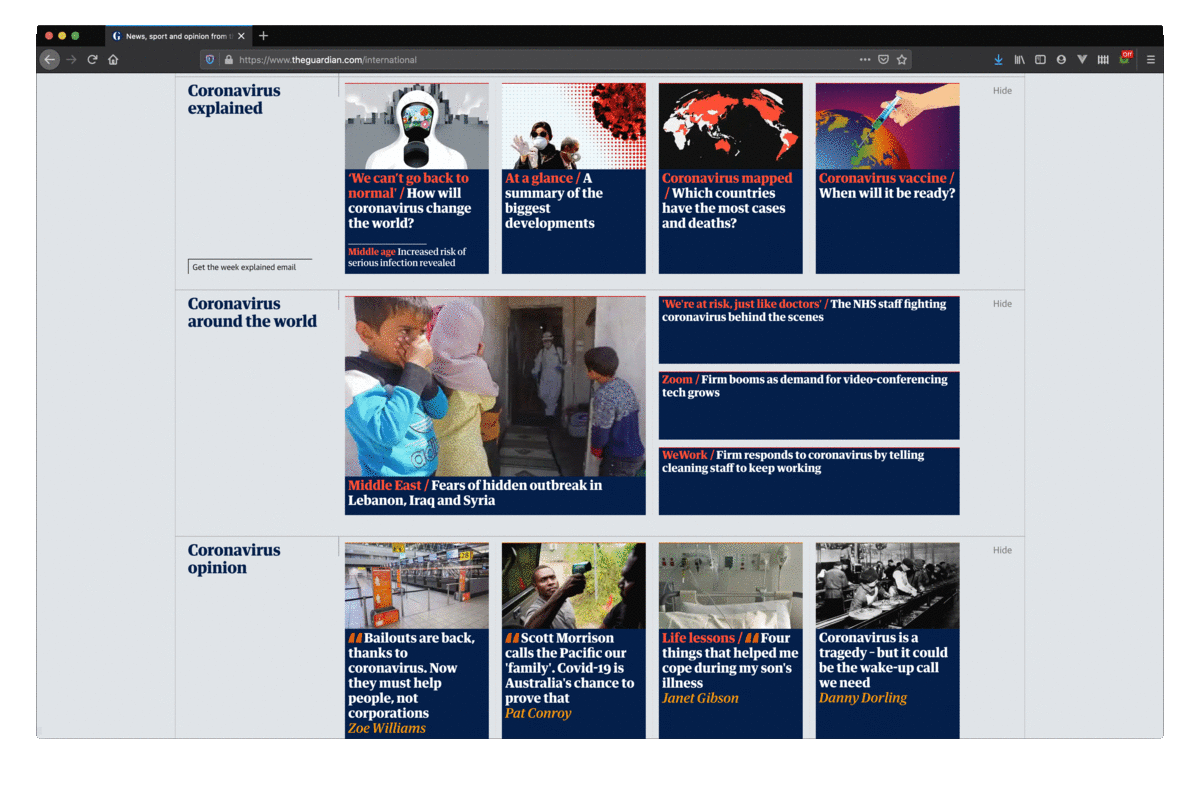 News, sport and opinion from t
https://www.theguardian.com/international
Off
Coronavirus
explained
Hide
'We can't go back to
normal' / How will
coronavirus change
the world?
Middle age Increased risk of
serious infection revealed
At a glance / A
summary of the
biggest
developments
Coronavirus mapped
/ Which countries
have the most cases
and deaths?
Coronavirus vaccine /
When will it be ready?
Get the week explained email
Coronavirus
around the world
Hide
Middle East / Fears of hidden outbreak in
Lebanon, Iraq and Syria
'We're at risk, just like doctors' / The NHS staff fighting
coronavirus behind the scenes
Zoom / Firm booms as demand for video-conferencing
tech grows
WeWork / Firm responds to coronavirus by telling
cleaning staff to keep working
Coronavirus
opinion
Hide
Bailouts are back,
thanks to
coronavirus. Now
they must help
people, not
corporations
Zoe Williams
Scott Morrison
calls the Pacific our
'family'. Covid-19 is
Australia's chance to
prove that
Pat Conroy
Life lessons / Four
things that helped me
cope during my son's
illness
Janet Gibson
Coronavirus is a
tragedy – but it could
be the wake-up call
we need
Danny Dorling